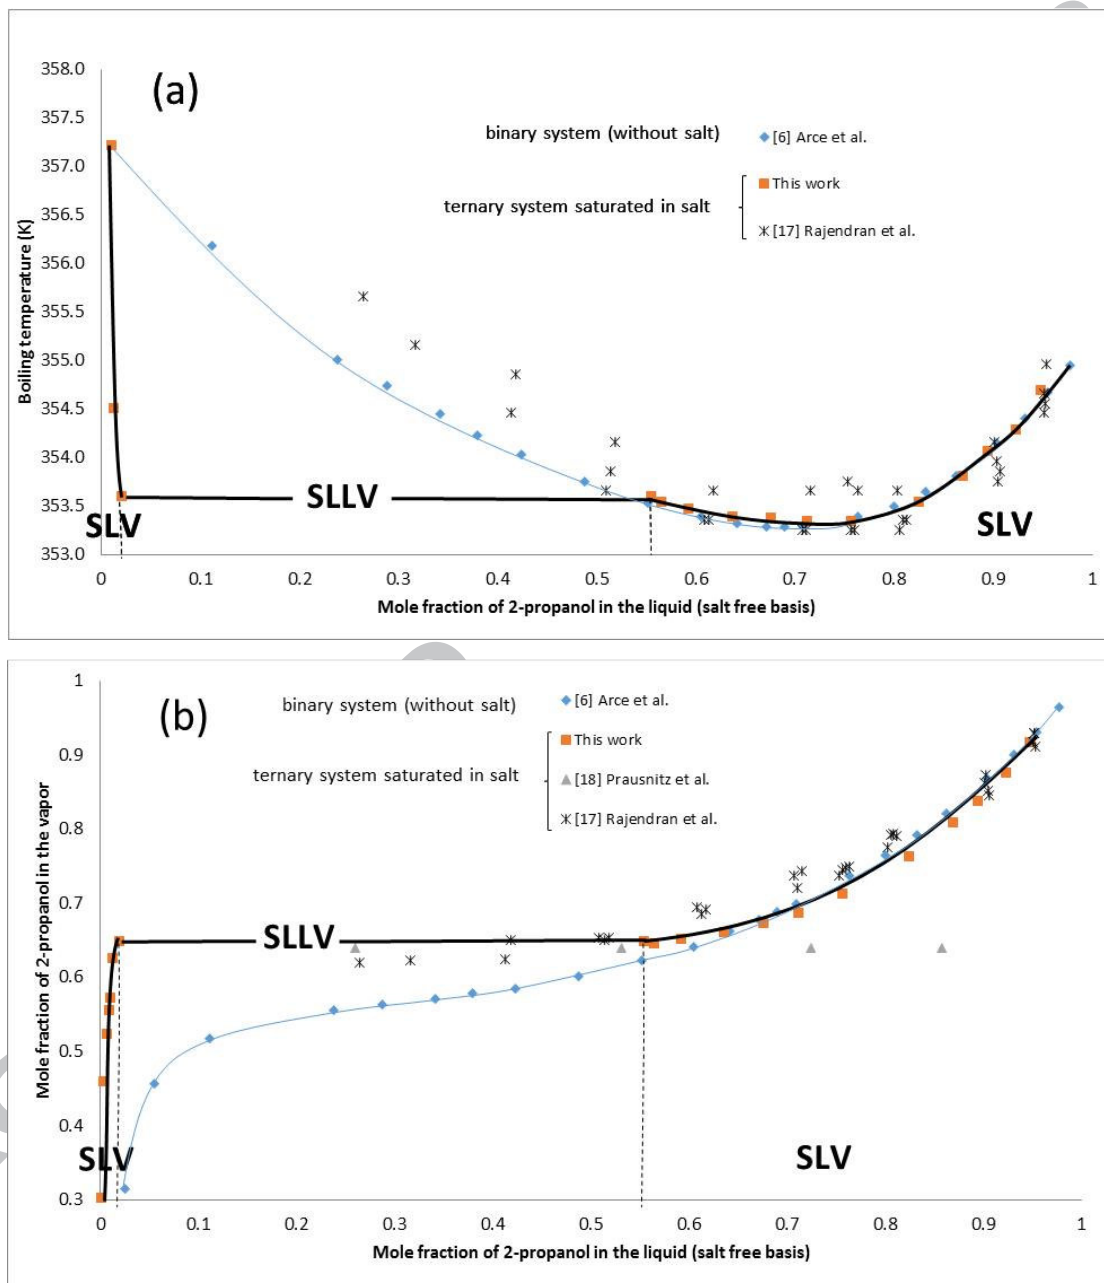 (a)
358.0
357.5
357.0
356.5
356.0
355.5
355.0
354.5
354.0
353.5
353.0
Boiling temperature (K)
binary system (without salt)
[6] Arce et al.
This work
ternary system saturated in salt
[17] Rajendran et al.
SLLV
SLV
SLV
0 0.1 0.2 0.3 0.4 0.5 0.6 0.7 0.8 0.9 1
Mole fraction of 2-propanol in the liquid (salt free basis)
(b)
1
0.9
0.8
0.7
0.6
0.5
0.4
0.3
Mole fraction of 2-propanol in the vapor
binary system (without salt)
[6] Arce et al.
This work
ternary system saturated in salt
[18] Prausnitz et al.
[17] Rajendran et al.
SLLV
SLV
SLV
0 0.1 0.2 0.3 0.4 0.5 0.6 0.7 0.8 0.9 1
Mole fraction of 2-propanol in the liquid (salt free basis)